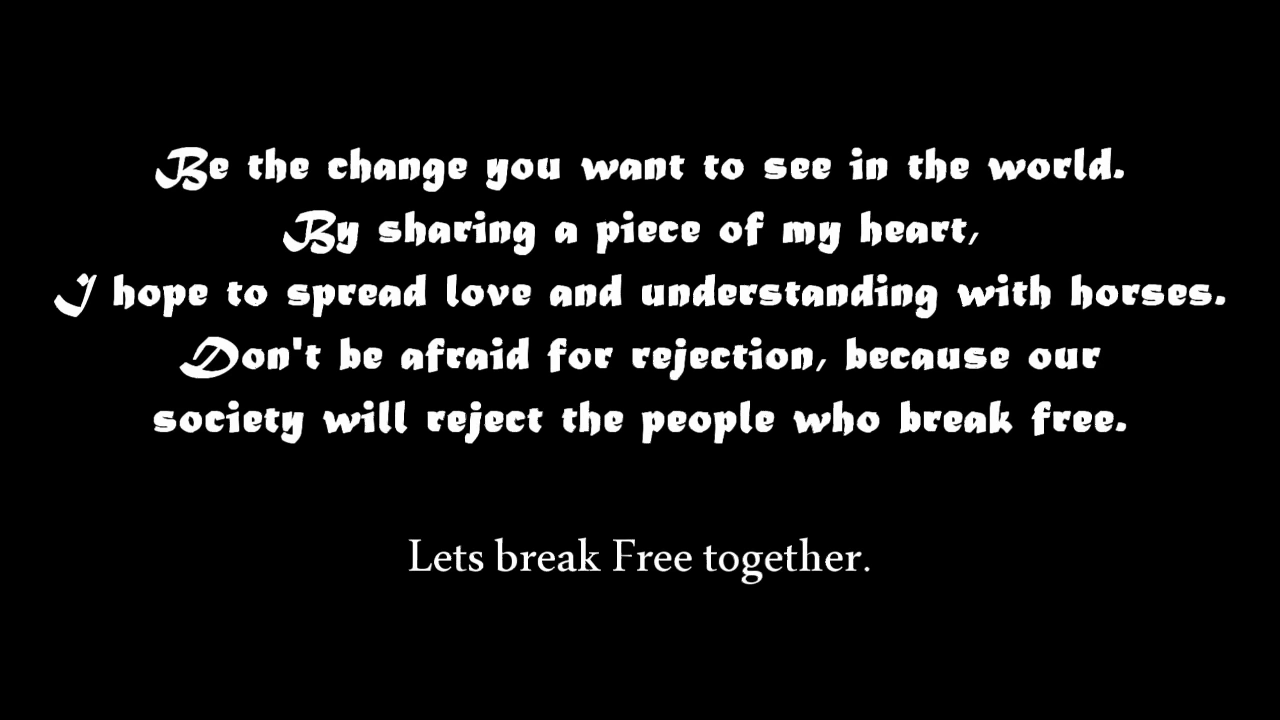 Be the change you want to see in the world.
By sharing a piece of my heart,
I hope to spread love and understanding with horses.
Don't be afraid for rejection, because our
society will reject the people who break free.
Lets break Free together.